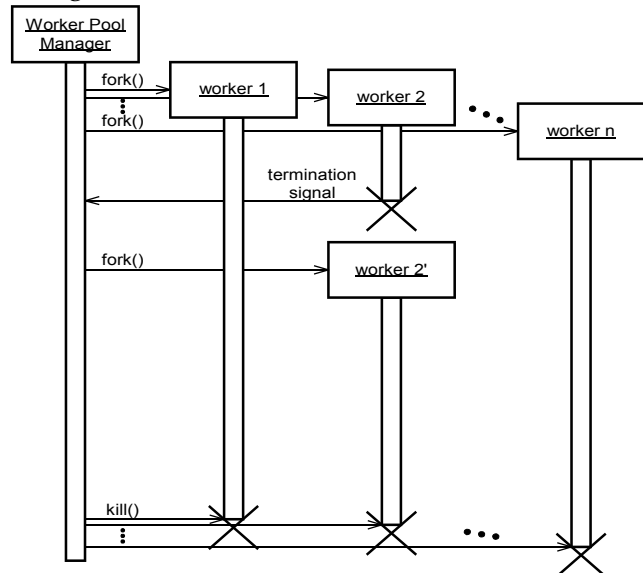 Worker Pool
Manager
fork()
worker 1
worker 2
fork()
worker n
termination
signal
fork()
worker 2'
kill()